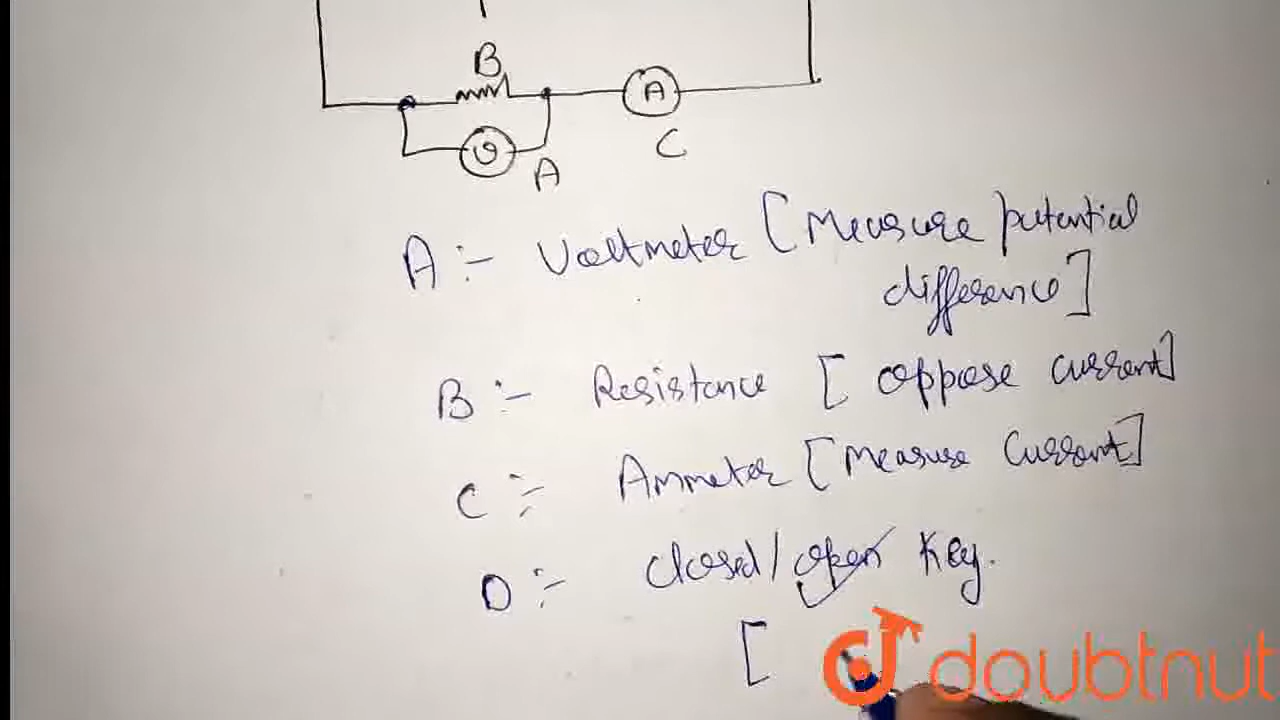 B
A
V
A
C
A :- Voltmeter [Measure potential
difference]
B :- Resistance [oppose current]
C :- Ammeter [Measure Current]
D :- closed/open Key.
[
doubtnut